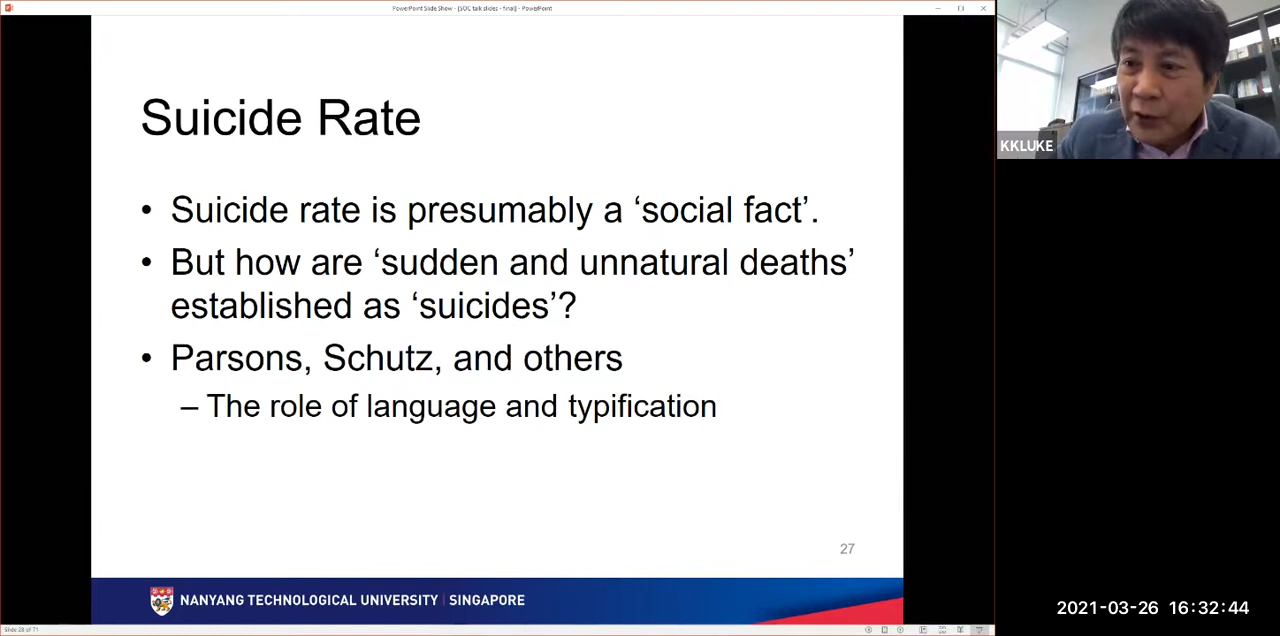 PowerPoint Slide Show - [SOC talk slides - final] - PowerPoint
Suicide Rate
• Suicide rate is presumably a ‘social fact’.
• But how are ‘sudden and unnatural deaths’
established as ‘suicides’?
• Parsons, Schutz, and others
– The role of language and typification
27
NANYANG TECHNOLOGICAL UNIVERSITY | SINGAPORE
Slide 28 of 71
KKLUKE
2021-03-26 16:32:44